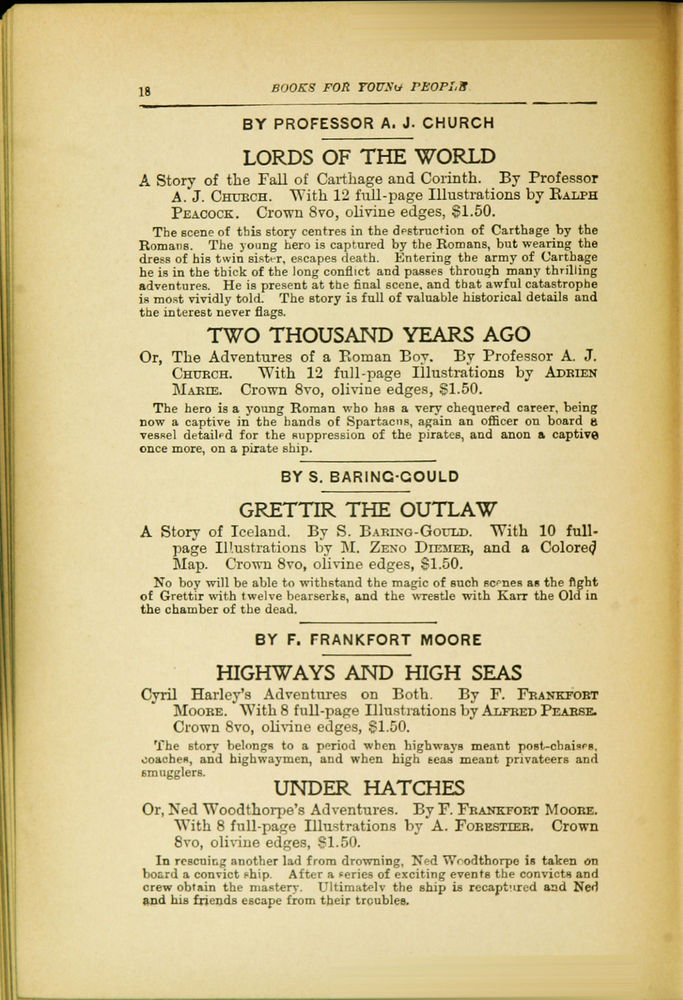 18 BOOKS FOR YOUNG PEOPLE
BY PROFESSOR A. J. CHURCH
LORDS OF THE WORLD
A Story of the Fall of Carthage and Corinth. By Professor
A. J. CHURCH. With 12 full-page Illustrations by RALPH
PEACOCK. Crown 8vo, olivine edges, $1.50.
The scene of this story centres in the destruction of Carthage by the
Romans. The young hero is captured by the Romans, but wearing the
dress of his twin sister, escapes death. Entering the army of Carthage
he is in the thick of the long conflict and passes through many thrilling
adventures. He is present at the final scene, and that awful catastrophe
is most vividly told. The story is full of valuable historical details and
the interest never flags.
TWO THOUSAND YEARS AGO
Or, The Adventures of a Roman Boy. By Professor A. J.
CHURCH. With 12 full-page Illustrations by ADRIEN
MARIE. Crown 8vo, olivine edges, $1.50.
The hero is a young Roman who has a very chequered career, being
now a captive in the hands of Spartacus, again an officer on board a
vessel detailed for the suppression of the pirates, and anon a captive
once more, on a pirate ship.
BY S. BARING-GOULD
GRETTIR THE OUTLAW
A Story of Iceland. By S. BARING-GOULD. With 10 full-
page Illustrations by M. ZENO DIEMER, and a Colored
Map. Crown 8vo, olivine edges, $1.50.
No boy will be able to withstand the magic of such scenes as the fight
of Grettir with twelve bearserks, and the wrestle with Karr the Old in
the chamber of the dead.
BY F. FRANKFORT MOORE
HIGHWAYS AND HIGH SEAS
Cyril Harley's Adventures on Both. By F. FRANKFORT
MOORE. With 8 full-page Illustrations by ALFRED PEARSE.
Crown 8vo, olivine edges, $1.50.
The story belongs to a period when highways meant post-chaises,
coaches, and highwaymen, and when high seas meant privateers and
smugglers.
UNDER HATCHES
Or, Ned Woodthorpe's Adventures. By F. FRANKFORT MOORE.
With 8 full-page Illustrations by A. FORESTIER. Crown
8vo, olivine edges, $1.50.
In rescuing another lad from drowning, Ned Woodthorpe is taken on
board a convict ship. After a series of exciting events the convicts and
crew obtain the mastery. Ultimately the ship is recaptured and Ned
and his friends escape from their troubles.